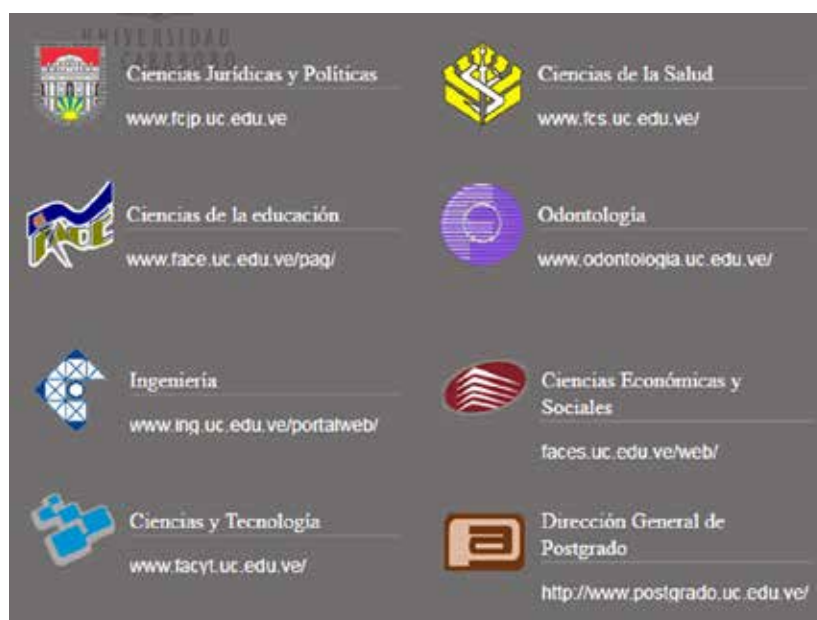 UNIVERSIDAD
CARABOBO
Ciencias Jurídicas y Políticas
www.fcjp.uc.edu.ve
Ciencias de la Salud
www.fcs.uc.edu.ve/
FACE
Ciencias de la educación
www.face.uc.edu.ve/pag/
Odontología
www.odontologia.uc.edu.ve/
Ingeniería
www.ing.uc.edu.ve/portalweb/
Ciencias Económicas y
Sociales
faces.uc.edu.ve/web/
Ciencias y Tecnología
www.facyt.uc.edu.ve/
Dirección General de
Postgrado
http://www.postgrado.uc.edu.ve/